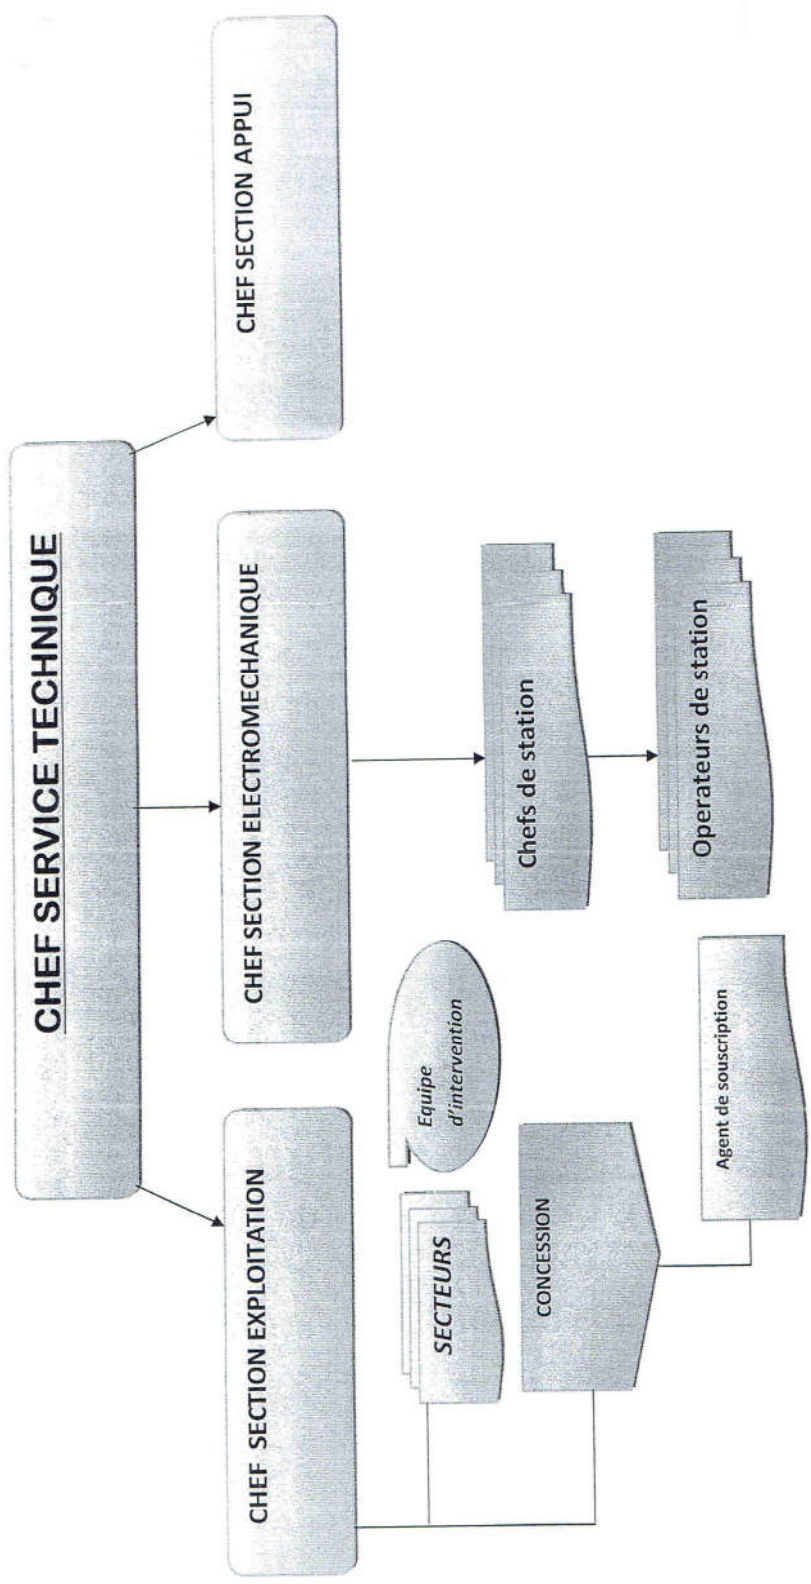 CHEF SERVICE TECHNIQUE
CHEF SECTION EXPLOITATION
CHEF SECTION ELECTROMECHANIQUE
CHEF SECTION APPUI
SECTEURS
Equipe
d'intervention
CONCESSION
Agent de souscription
Chefs de station
Operateurs de station